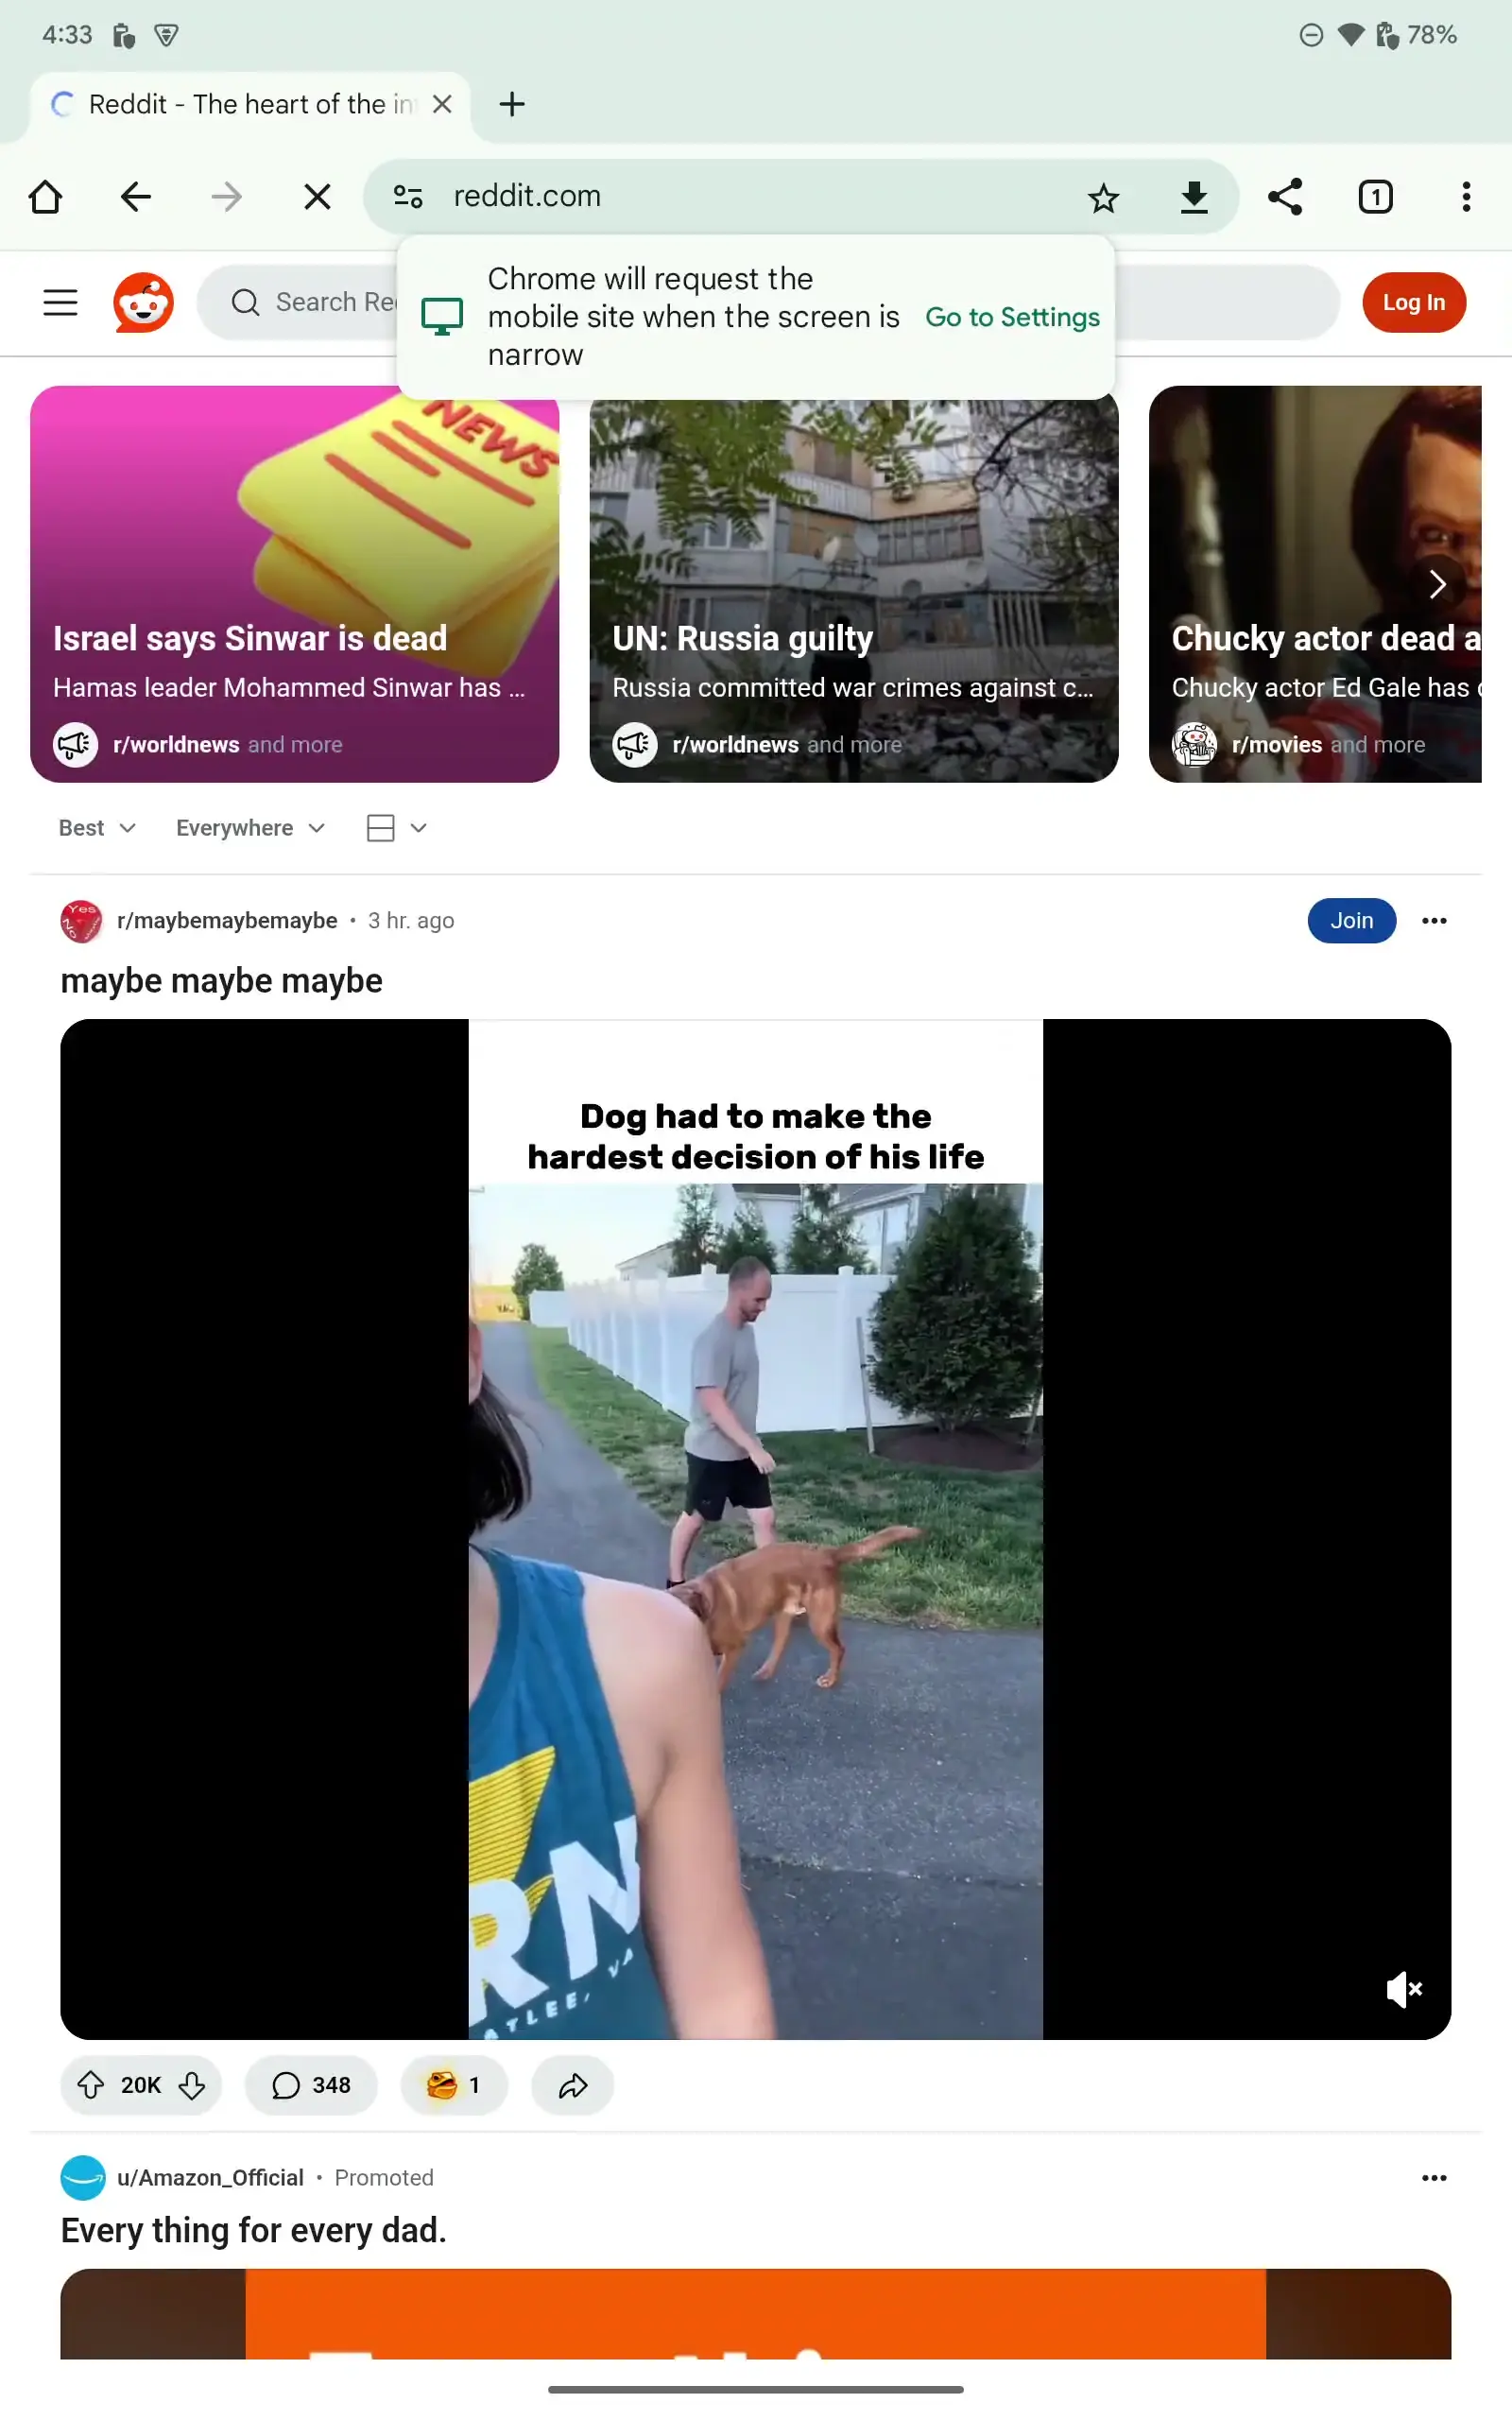 4:33
78%
Reddit - The heart of the in
reddit.com
1
Chrome will request the
mobile site when the screen is
narrow
Go to Settings
Search Re
Log In
NEWS
Israel says Sinwar is dead
Hamas leader Mohammed Sinwar has ...
r/worldnews and more
UN: Russia guilty
Russia committed war crimes against c...
r/worldnews and more
Chucky actor dead a
Chucky actor Ed Gale has
r/movies and more
Best
Everywhere
Yes
NO
r/maybemaybemaybe • 3 hr. ago
Join
maybe maybe maybe
Dog had to make the
hardest decision of his life
RN
ATLEE, VA
20K
348
1
u/Amazon_Official • Promoted
Every thing for every dad.